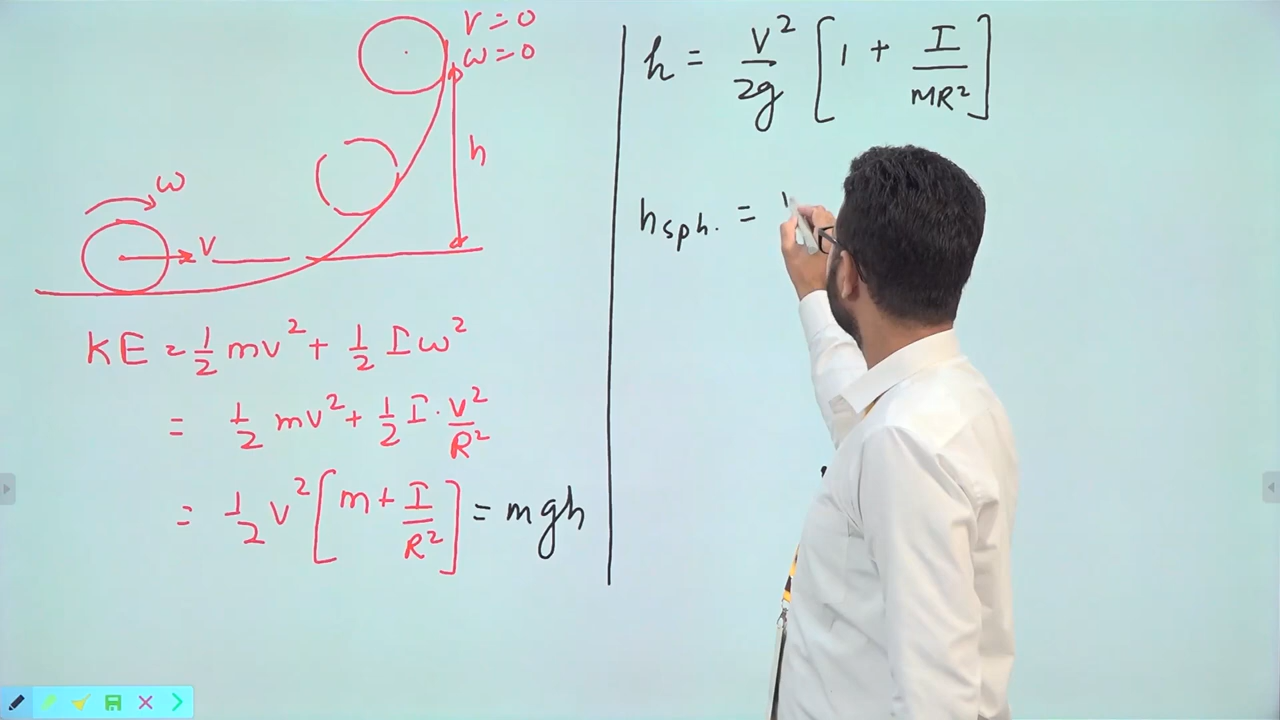 V=0
ω=0
h
ω
V
KE = 1/2 mv² + 1/2 Iω²
= 1/2 mv² + 1/2 I · V²/R²
= 1/2 v² [m + I/R²] = mgh
h = V²/2g [1 + I/MR²]
hsph. =